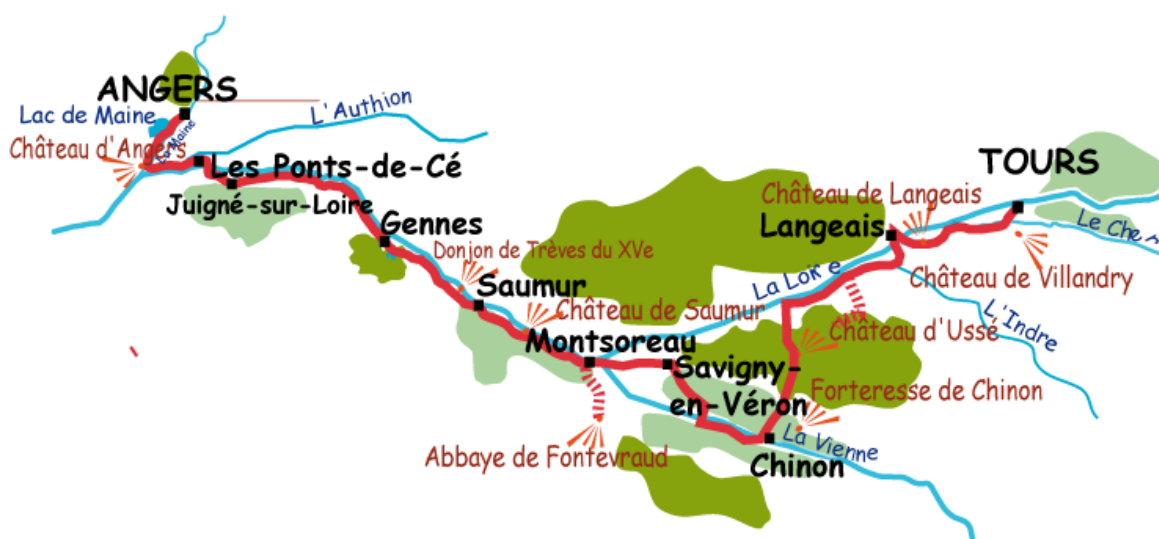 ANGERS
Lac de Maine
La Maine
L'Authion
Château d'Angers
Les Ponts-de-Cé
Juigné-sur-Loire
TOURS
Château de Langeais
Langeais
Le Cher
Gennes
Donjon de Trèves du XVe
La Loire
Château de Villandry
Saumur
Château de Saumur
L'Indre
Montsoreau
Château d'Ussé
Savigny-
en-Véron
Forteresse de Chinon
La Vienne
Abbaye de Fontevraud
Chinon